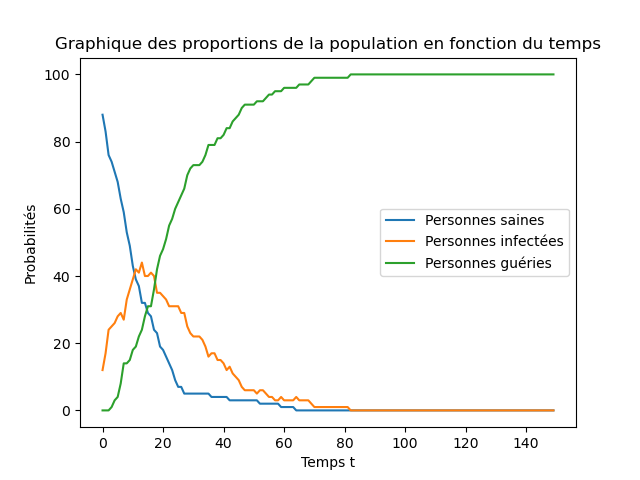 Graphique des proportions de la population en fonction du temps
100
80
60
40
20
0
Probabilités
Personnes saines
Personnes infectées
Personnes guéries
0 20 40 60 80 100 120 140
Temps t